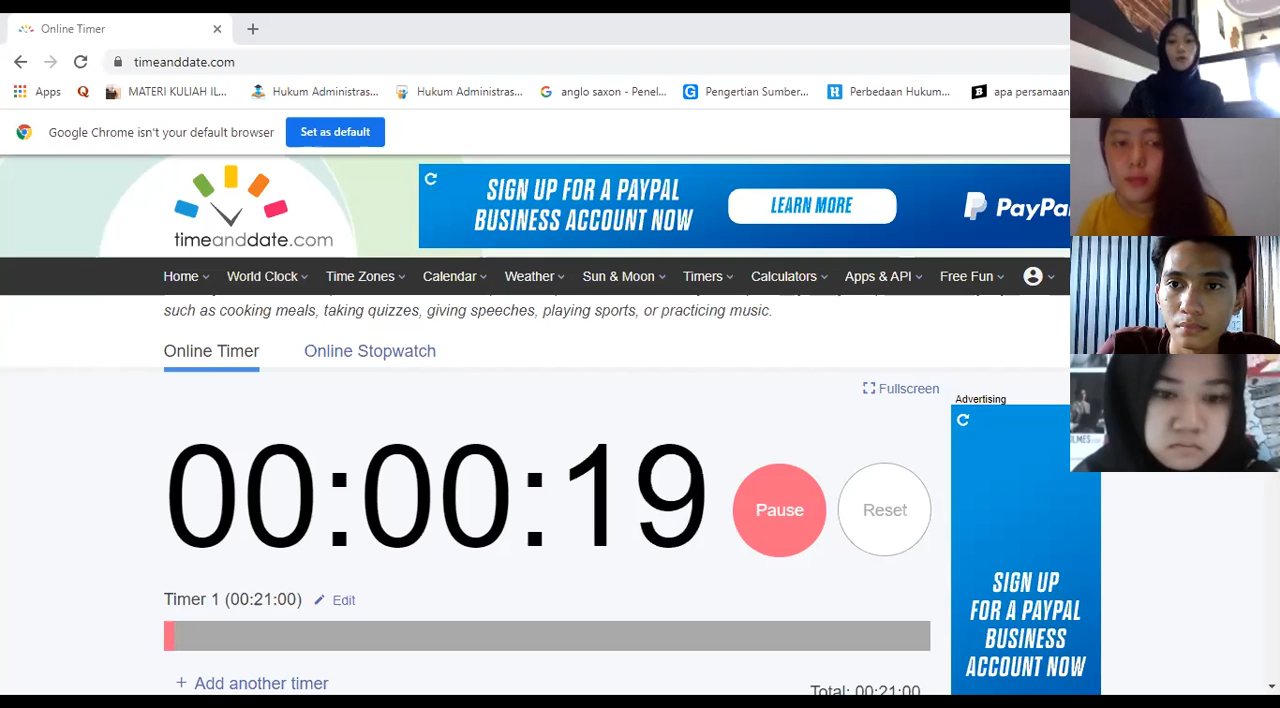 Online Timer
timeanddate.com
Apps
MATERI KULIAH IL...
Hukum Administras...
Hukum Administras...
anglo saxon - Penel...
Pengertian Sumber...
Perbedaan Hukum...
apa persamaan
Google Chrome isn't your default browser
Set as default
timeanddate.com
SIGN UP FOR A PAYPAL
BUSINESS ACCOUNT NOW
LEARN MORE
PayPa
Home
World Clock
Time Zones
Calendar
Weather
Sun & Moon
Timers
Calculators
Apps & API
Free Fun
such as cooking meals, taking quizzes, giving speeches, playing sports, or practicing music.
Online Timer
Online Stopwatch
Fullscreen
Advertising
00:00:19
Pause
Reset
Timer 1 (00:21:00)
Edit
SIGN UP
FOR A PAYPAL
BUSINESS
ACCOUNT NOW
+ Add another timer
Total: 00:21:00